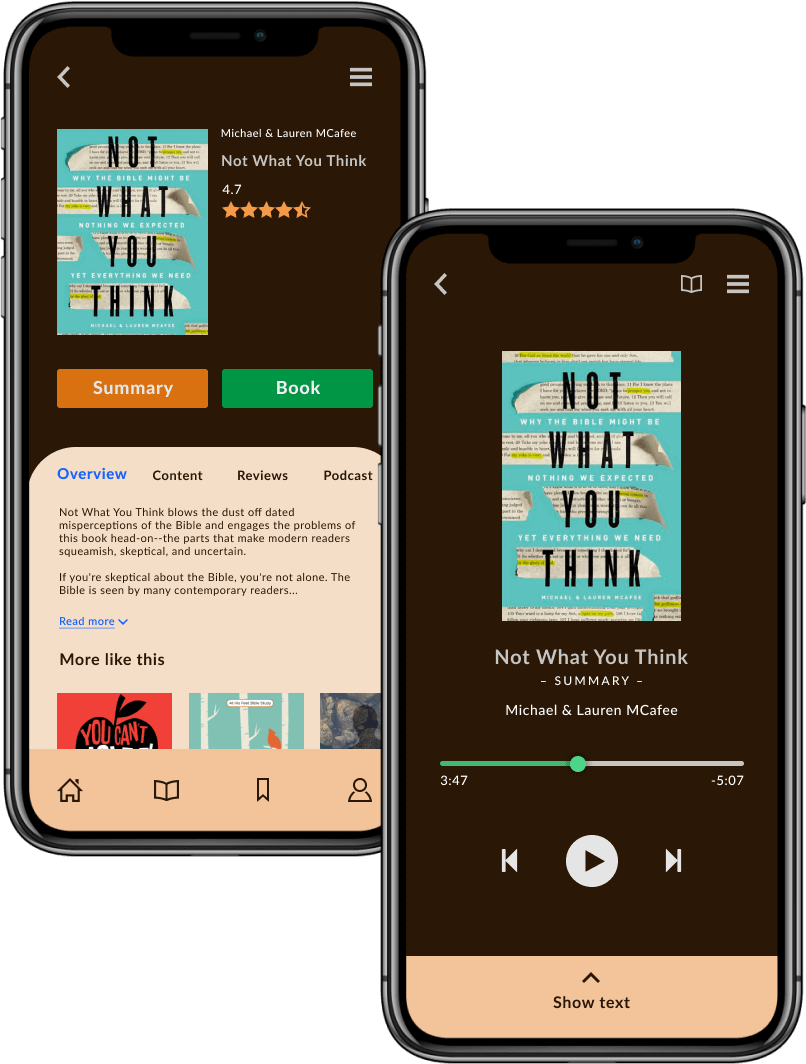 Michael & Lauren MCafee
Not What You Think
4.7
NOT
WHY THE BIBLE MIGHT BE
WHAT
NOTHING WE EXPECTED
YOU
YET EVERYTHING WE NEED
THINK
MICHAEL & LAUREN MCAFEE
Summary
Book
Overview
Content
Reviews
Podcast
Not What You Think blows the dust off dated
misperceptions of the Bible and engages the problems of
this book head-on--the parts that make modern readers
squeamish, skeptical, and uncertain.
If you're skeptical about the Bible, you're not alone. The
Bible is seen by many contemporary readers...
Read more
More like this
YOU CAN'T
At His Feet Bible Study
NOT
WHY THE BIBLE MIGHT BE
WHAT
NOTHING WE EXPECTED
YOU
YET EVERYTHING WE NEED
THINK
MICHAEL & LAUREN MCAFEE
Not What You Think
– SUMMARY –
Michael & Lauren MCafee
3:47
-5:07
Show text